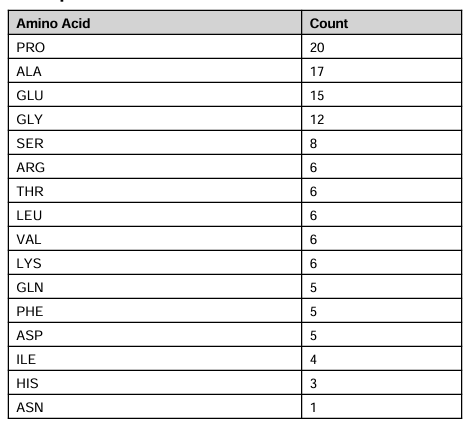 Amino Acid Count
PRO 20
ALA 17
GLU 15
GLY 12
SER 8
ARG 6
THR 6
LEU 6
VAL 6
LYS 6
GLN 5
PHE 5
ASP 5
ILE 4
HIS 3
ASN 1